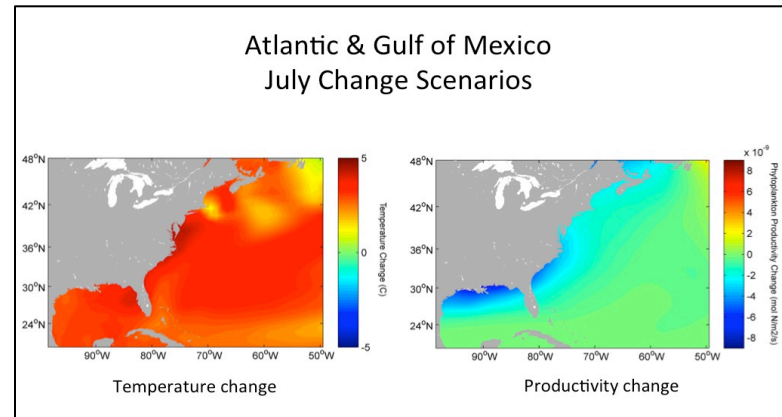 Atlantic & Gulf of Mexico
July Change Scenarios
48°N
42°N
36°N
30°N
24°N
90°W
80°W
70°W
60°W
50°W
5
0
-5
Temperature Change (C)
Temperature change
48°N
42°N
36°N
30°N
24°N
90°W
80°W
70°W
60°W
50°W
x 10⁻⁹
8
6
4
2
0
-2
-4
-6
-8
Phytoplankton Productivity Change (mol N/m2/s)
Productivity change